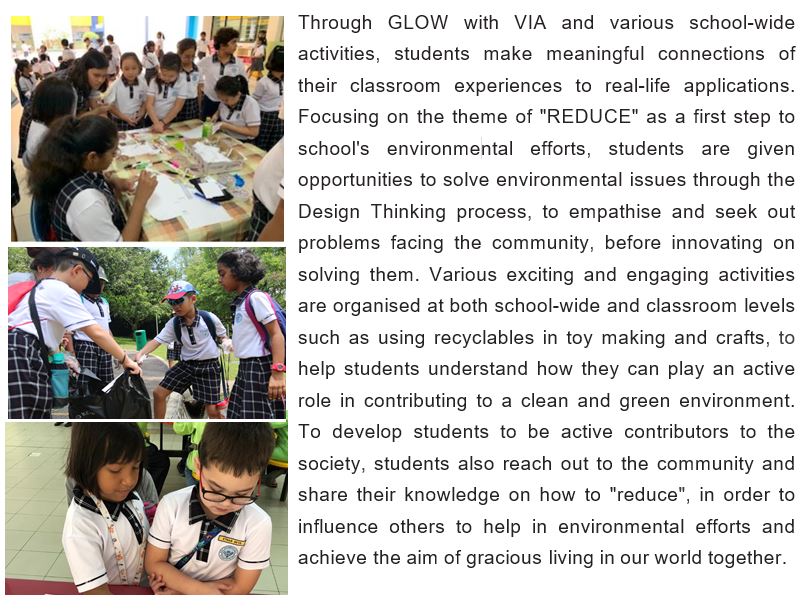 Through GLOW with VIA and various school-wide
activities, students make meaningful connections of
their classroom experiences to real-life applications.
Focusing on the theme of "REDUCE" as a first step to
school's environmental efforts, students are given
opportunities to solve environmental issues through the
Design Thinking process, to empathise and seek out
problems facing the community, before innovating on
solving them. Various exciting and engaging activities
are organised at both school-wide and classroom levels
such as using recyclables in toy making and crafts, to
help students understand how they can play an active
role in contributing to a clean and green environment.
To develop students to be active contributors to the
society, students also reach out to the community and
share their knowledge on how to "reduce", in order to
influence others to help in environmental efforts and
achieve the aim of gracious living in our world together.